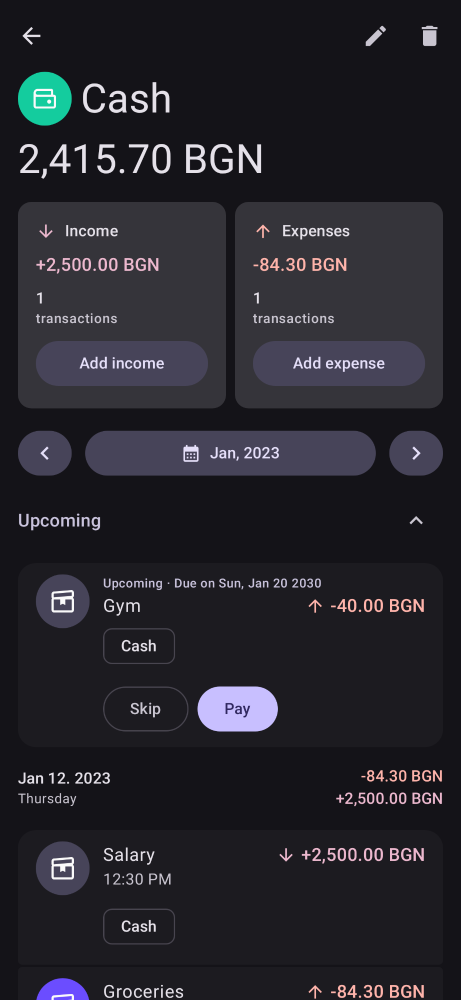 Cash
2,415.70 BGN
Income
+2,500.00 BGN
1
transactions
Add income
Expenses
-84.30 BGN
1
transactions
Add expense
Jan, 2023
Upcoming
Upcoming · Due on Sun, Jan 20 2030
Gym
-40.00 BGN
Cash
Skip
Pay
Jan 12. 2023
-84.30 BGN
Thursday
+2,500.00 BGN
Salary
+2,500.00 BGN
12:30 PM
Cash
Groceries
-84.30 BGN